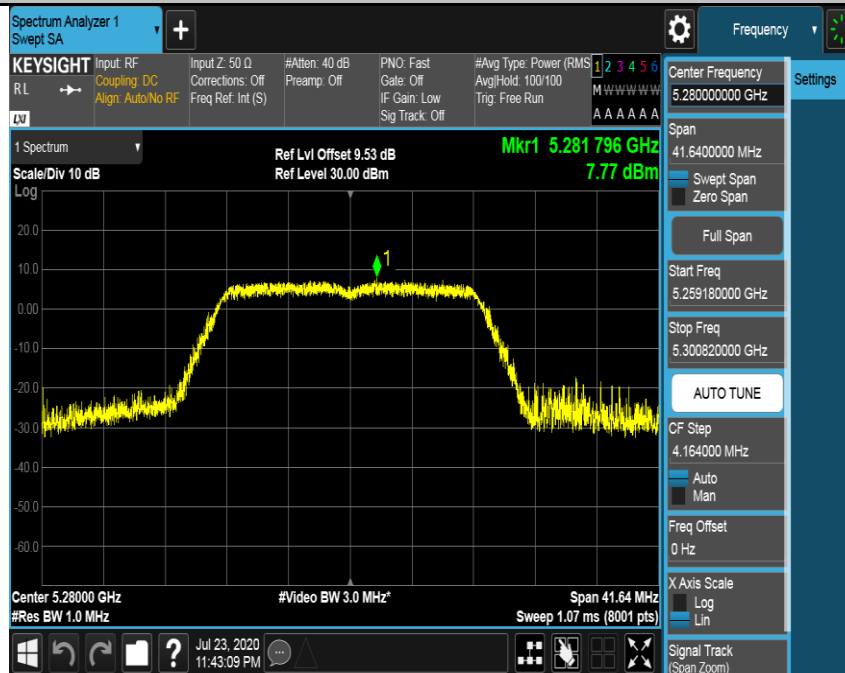 Spectrum Analyzer 1
Swept SA
+
Frequency
KEYSIGHT
RL
LXI
Input: RF
Coupling: DC
Align: Auto/No RF
Input Z: 50 Ω
Corrections: Off
Freq Ref: Int (S)
#Atten: 40 dB
Preamp: Off
PNO: Fast
Gate: Off
IF Gain: Low
Sig Track: Off
#Avg Type: Power (RMS
Avg|Hold: 100/100
Trig: Free Run
1 2 3 4 5 6
M W W W W W
A A A A A A
1 Spectrum
Scale/Div 10 dB
Log
Ref Lvl Offset 9.53 dB
Ref Level 30.00 dBm
Mkr1 5.281 796 GHz
7.77 dBm
20.0
10.0
0.00
-10.0
-20.0
-30.0
-40.0
-50.0
-60.0
1
Center 5.28000 GHz
#Res BW 1.0 MHz
#Video BW 3.0 MHz*
Span 41.64 MHz
Sweep 1.07 ms (8001 pts)
?
Jul 23, 2020
11:43:09 PM
Center Frequency
5.280000000 GHz
Span
41.6400000 MHz
Swept Span
Zero Span
Full Span
Start Freq
5.259180000 GHz
Stop Freq
5.300820000 GHz
AUTO TUNE
CF Step
4.164000 MHz
Auto
Man
Freq Offset
0 Hz
X Axis Scale
Log
Lin
Signal Track
(Span Zoom)
Settings